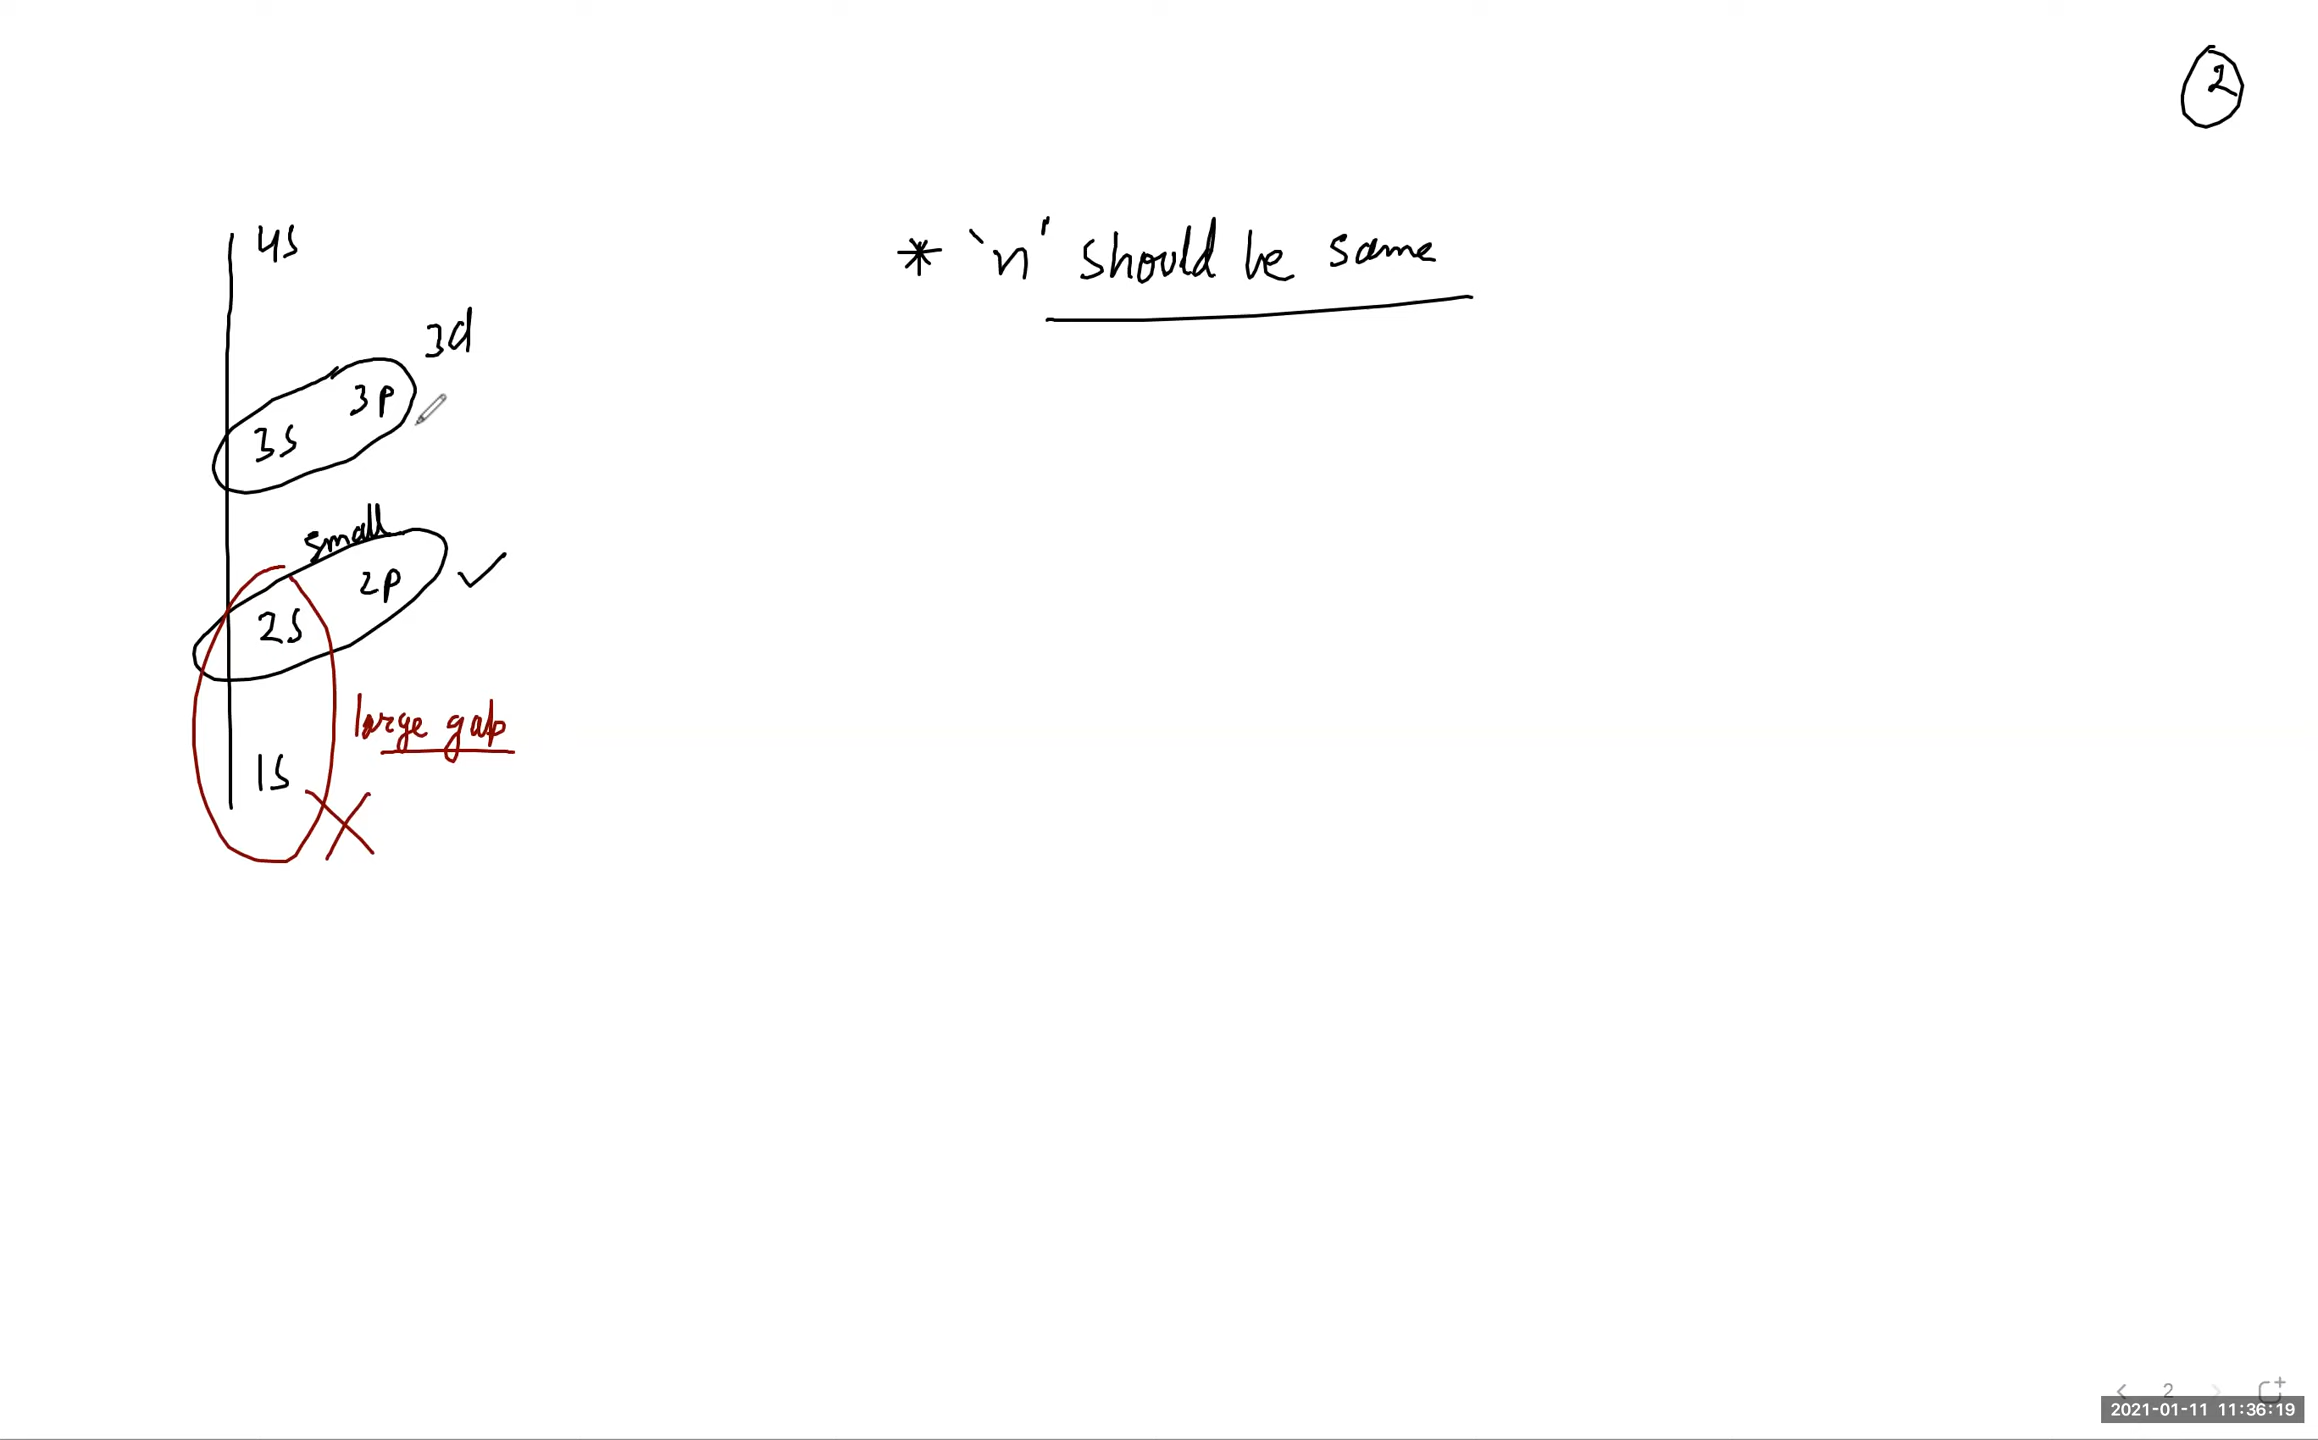 2
4s
* 'n' should be same
3d
3p
3s
small
2p
2s
large gap
1s
2
2021-01-11 11:36:19